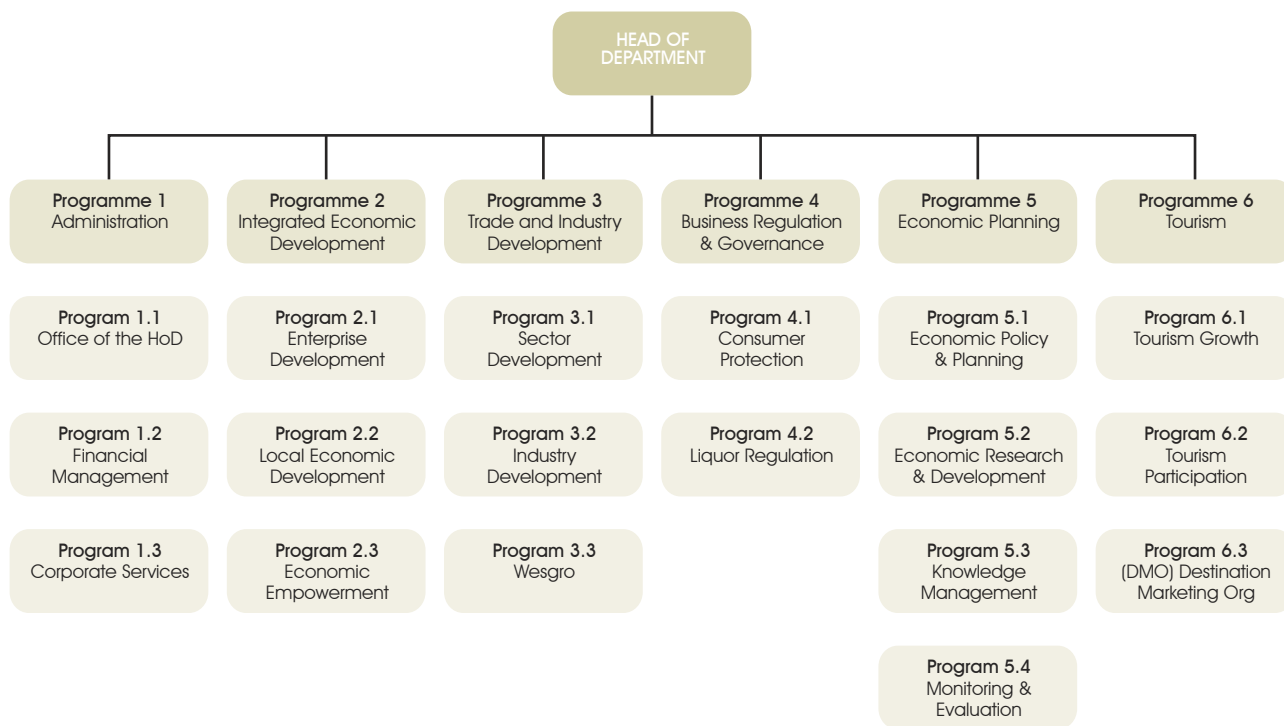 HEAD OF
DEPARTMENT
Programme 1
Administration
Programme 2
Integrated Economic
Development
Programme 3
Trade and Industry
Development
Programme 4
Business Regulation
& Governance
Programme 5
Economic Planning
Programme 6
Tourism
Program 1.1
Office of the HoD
Program 2.1
Enterprise
Development
Program 3.1
Sector
Development
Program 4.1
Consumer
Protection
Program 5.1
Economic Policy
& Planning
Program 6.1
Tourism Growth
Program 1.2
Financial
Management
Program 2.2
Local Economic
Development
Program 3.2
Industry
Development
Program 4.2
Liquor Regulation
Program 5.2
Economic Research
& Development
Program 6.2
Tourism
Participation
Program 1.3
Corporate Services
Program 2.3
Economic
Empowerment
Program 3.3
Wesgro
Program 5.3
Knowledge
Management
Program 6.3
(DMO) Destination
Marketing Org
Program 5.4
Monitoring &
Evaluation